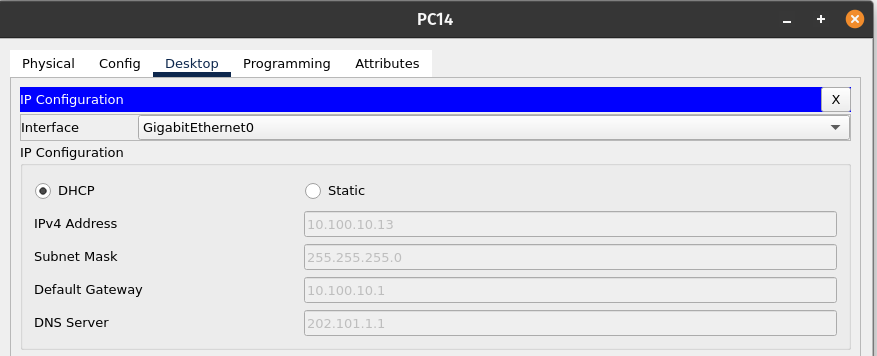 PC14
Physical Config Desktop Programming Attributes
IP Configuration X
Interface GigabitEthernet0
IP Configuration
DHCP Static
IPv4 Address 10.100.10.13
Subnet Mask 255.255.255.0
Default Gateway 10.100.10.1
DNS Server 202.101.1.1